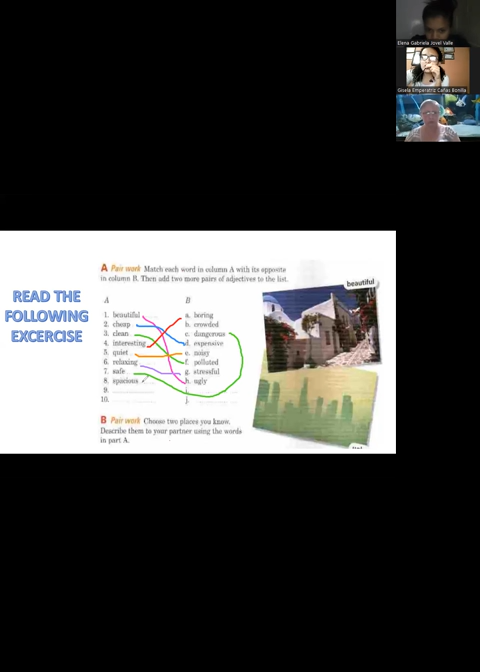 Elena Gabriela Jovel Valle
Gisela Emparatriz Cañas Bonilla
READ THE
FOLLOWING
EXCERCISE
A Pair work Match each word in column A with its opposite
in column B. Then add two more pairs of adjectives to the list.
A B
1. beautiful a. boring
2. cheap b. crowded
3. clean c. dangerous
4. interesting d. expensive
5. quiet e. noisy
6. relaxing f. polluted
7. safe g. stressful
8. spacious h. ugly
9. i.
10. j.
beautiful
B Pair work Choose two places you know.
Describe them to your partner using the words
in part A.